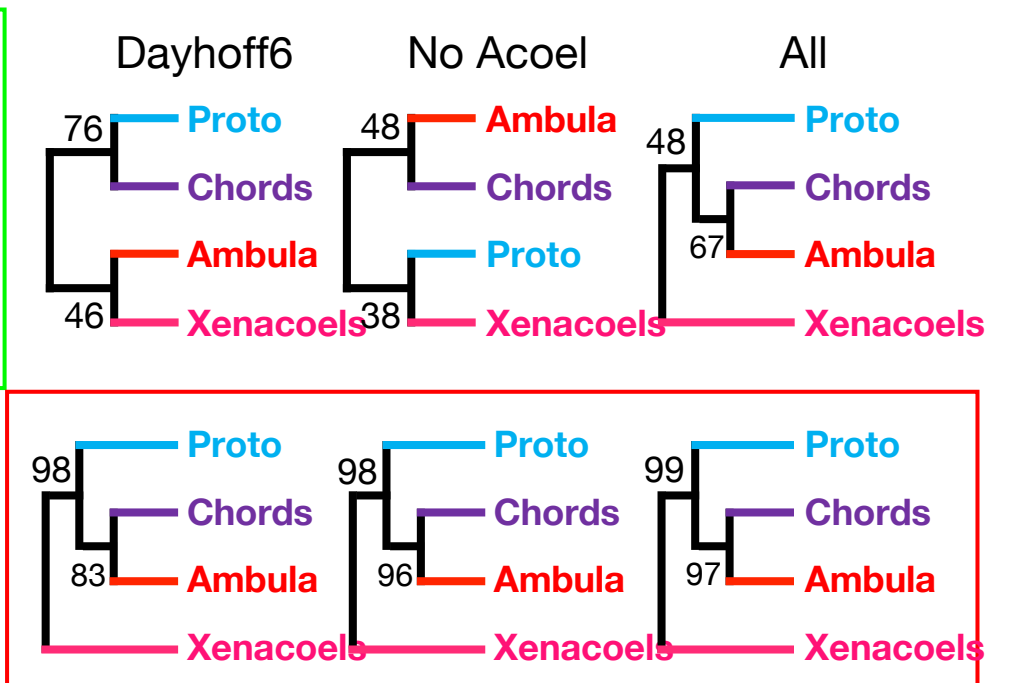 Dayhoff6
No Acoel
All
76
Proto
Chords
Ambula
46
Xenacoels
48
Ambula
Chords
Proto
38
Xenacoels
48
Proto
Chords
67
Ambula
Xenacoels
98
Proto
Chords
83
Ambula
Xenacoels
98
Proto
Chords
96
Ambula
Xenacoels
99
Proto
Chords
97
Ambula
Xenacoels